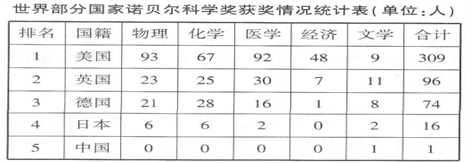 世界部分国家诺贝尔科学奖获奖情况统计表(单位:人)
排名 国籍 物理 化学 医学 经济 文学 合计
1 美国 93 67 92 48 9 309
2 英国 23 25 30 7 11 96
3 德国 21 28 16 1 8 74
4 日本 6 6 2 0 2 16
5 中国 0 0 0 0 1 1